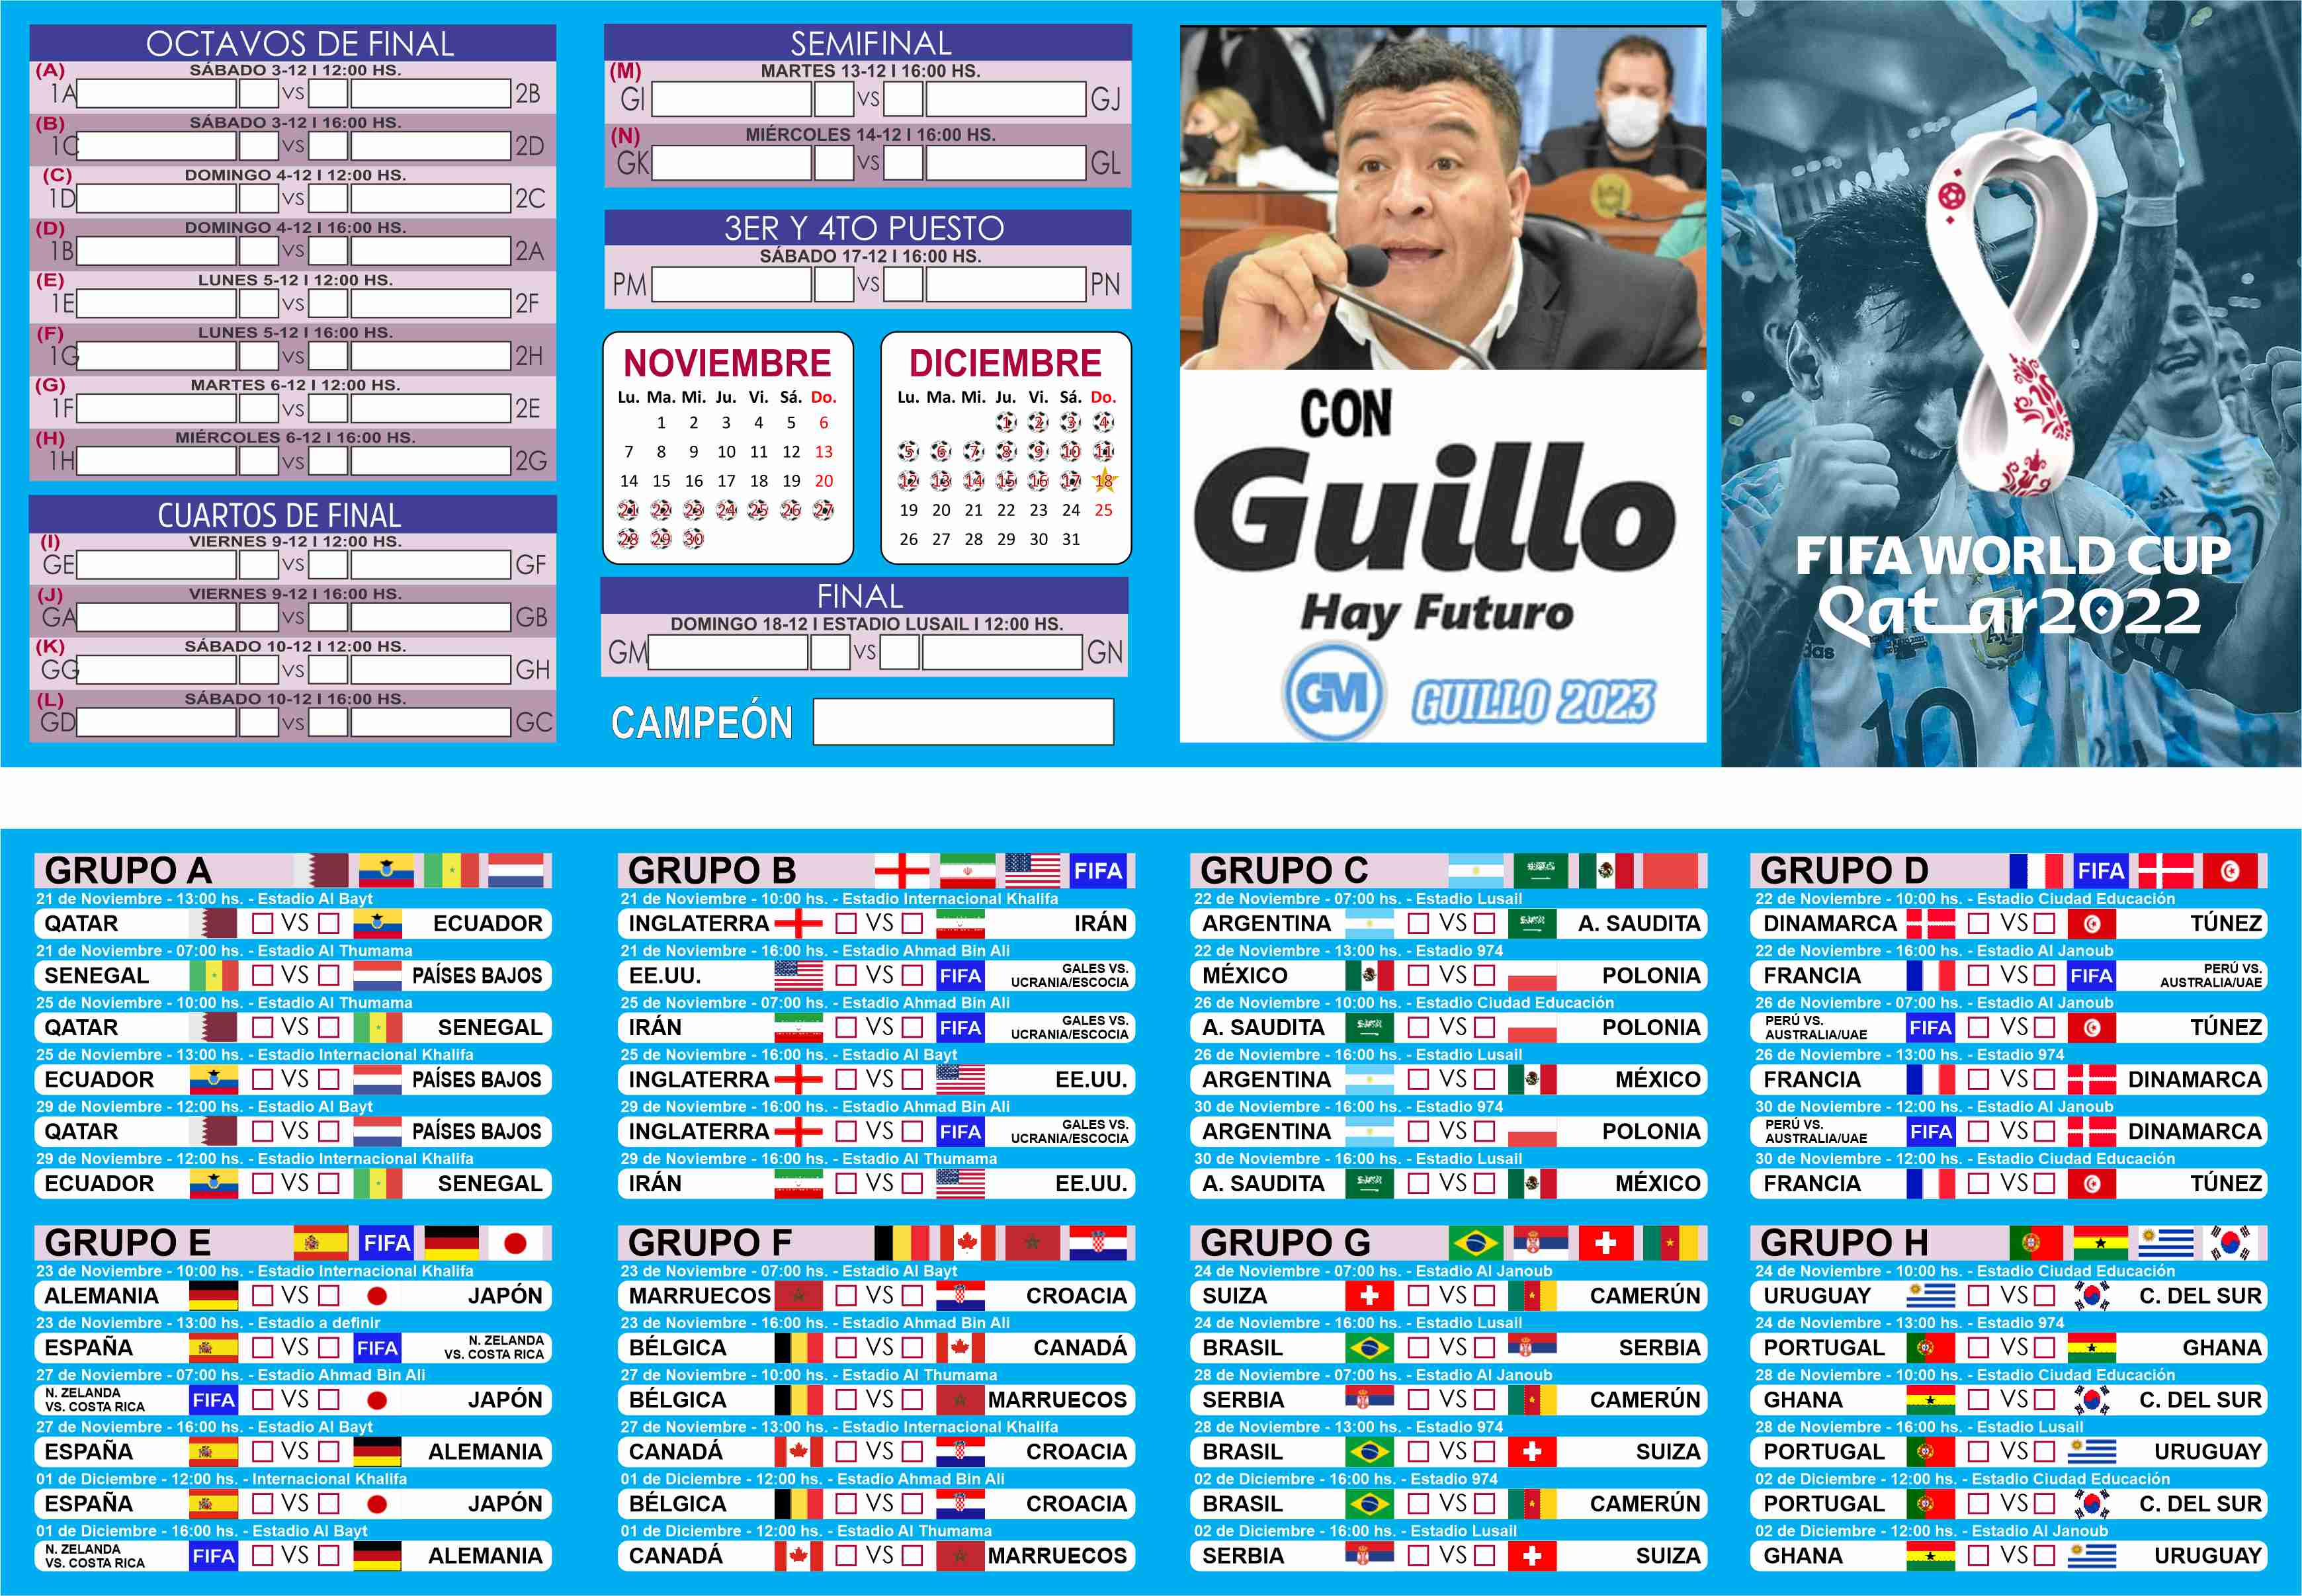 OCTAVOS DE FINAL
(A) SÁBADO 3-12 I 12:00 HS.
1A VS 2B
(B) SÁBADO 3-12 I 16:00 HS.
1C VS 2D
(C) DOMINGO 4-12 I 12:00 HS.
1D VS 2C
(D) DOMINGO 4-12 I 16:00 HS.
1B VS 2A
(E) LUNES 5-12 I 12:00 HS.
1E VS 2F
(F) LUNES 5-12 I 16:00 HS.
1G VS 2H
(G) MARTES 6-12 I 12:00 HS.
1F VS 2E
(H) MIÉRCOLES 6-12 I 16:00 HS.
1H VS 2G
CUARTOS DE FINAL
(I) VIERNES 9-12 I 12:00 HS.
GE VS GF
(J) VIERNES 9-12 I 16:00 HS.
GA VS GB
(K) SÁBADO 10-12 I 12:00 HS.
GG VS GH
(L) SÁBADO 10-12 I 16:00 HS.
GD VS GC
SEMIFINAL
(M) MARTES 13-12 I 16:00 HS.
GI VS GJ
(N) MIÉRCOLES 14-12 I 16:00 HS.
GK VS GL
3ER Y 4TO PUESTO
SÁBADO 17-12 I 16:00 HS.
PM VS PN
NOVIEMBRE
Lu. Ma. Mi. Ju. Vi. Sá. Do.
1 2 3 4 5 6
7 8 9 10 11 12 13
14 15 16 17 18 19 20
21 22 23 24 25 26 27
28 29 30
DICIEMBRE
Lu. Ma. Mi. Ju. Vi. Sá. Do.
1 2 3 4
5 6 7 8 9 10 11
12 13 14 15 16 17 18
19 20 21 22 23 24 25
26 27 28 29 30 31
FINAL
DOMINGO 18-12 I ESTADIO LUSAIL I 12:00 HS.
GM VS GN
CAMPEÓN
CON
Guillo
Hay Futuro
GM GUILLO 2023
FIFA WORLD CUP
Qatar2022
das
AFA
10
GRUPO A
21 de Noviembre - 13:00 hs. - Estadio Al Bayt
QATAR VS ECUADOR
21 de Noviembre - 07:00 hs. - Estadio Al Thumama
SENEGAL VS PAÍSES BAJOS
25 de Noviembre - 10:00 hs. - Estadio Al Thumama
QATAR VS SENEGAL
25 de Noviembre - 13:00 hs. - Estadio Internacional Khalifa
ECUADOR VS PAÍSES BAJOS
29 de Noviembre - 12:00 hs. - Estadio Al Bayt
QATAR VS PAÍSES BAJOS
29 de Noviembre - 12:00 hs. - Estadio Internacional Khalifa
ECUADOR VS SENEGAL
GRUPO B FIFA
21 de Noviembre - 10:00 hs. - Estadio Internacional Khalifa
INGLATERRA VS IRÁN
21 de Noviembre - 16:00 hs. - Estadio Ahmad Bin Ali
EE.UU. VS FIFA GALES VS.
UCRANIA/ESCOCIA
25 de Noviembre - 07:00 hs. - Estadio Ahmad Bin Ali
IRÁN VS FIFA GALES VS.
UCRANIA/ESCOCIA
25 de Noviembre - 16:00 hs. - Estadio Al Bayt
INGLATERRA VS EE.UU.
29 de Noviembre - 16:00 hs. - Estadio Ahmad Bin Ali
INGLATERRA VS FIFA GALES VS.
UCRANIA/ESCOCIA
29 de Noviembre - 16:00 hs. - Estadio Al Thumama
IRÁN VS EE.UU.
GRUPO C
22 de Noviembre - 07:00 hs. - Estadio Lusail
ARGENTINA VS A. SAUDITA
22 de Noviembre - 13:00 hs. - Estadio 974
MÉXICO VS POLONIA
26 de Noviembre - 10:00 hs. - Estadio Ciudad Educación
A. SAUDITA VS POLONIA
26 de Noviembre - 16:00 hs. - Estadio Lusail
ARGENTINA VS MÉXICO
30 de Noviembre - 16:00 hs. - Estadio 974
ARGENTINA VS POLONIA
30 de Noviembre - 16:00 hs. - Estadio Lusail
A. SAUDITA VS MÉXICO
GRUPO D FIFA
22 de Noviembre - 10:00 hs. - Estadio Ciudad Educación
DINAMARCA VS TÚNEZ
22 de Noviembre - 16:00 hs. - Estadio Al Janoub
FRANCIA VS FIFA PERÚ VS.
AUSTRALIA/UAE
26 de Noviembre - 07:00 hs. - Estadio Al Janoub
PERÚ VS.
AUSTRALIA/UAE FIFA VS TÚNEZ
26 de Noviembre - 13:00 hs. - Estadio 974
FRANCIA VS DINAMARCA
30 de Noviembre - 12:00 hs. - Estadio Al Janoub
PERÚ VS.
AUSTRALIA/UAE FIFA VS DINAMARCA
30 de Noviembre - 12:00 hs. - Estadio Ciudad Educación
FRANCIA VS TÚNEZ
GRUPO E FIFA
23 de Noviembre - 10:00 hs. - Estadio Internacional Khalifa
ALEMANIA VS JAPÓN
23 de Noviembre - 13:00 hs. - Estadio a definir
ESPAÑA VS FIFA N. ZELANDA
VS. COSTA RICA
27 de Noviembre - 07:00 hs. - Estadio Ahmad Bin Ali
N. ZELANDA
VS. COSTA RICA FIFA VS JAPÓN
27 de Noviembre - 16:00 hs. - Estadio Al Bayt
ESPAÑA VS ALEMANIA
01 de Diciembre - 12:00 hs. - Internacional Khalifa
ESPAÑA VS JAPÓN
01 de Diciembre - 16:00 hs. - Estadio Al Bayt
N. ZELANDA
VS. COSTA RICA FIFA VS ALEMANIA
GRUPO F
23 de Noviembre - 07:00 hs. - Estadio Al Bayt
MARRUECOS VS CROACIA
23 de Noviembre - 16:00 hs. - Estadio Ahmad Bin Ali
BÉLGICA VS CANADÁ
27 de Noviembre - 10:00 hs. - Estadio Al Thumama
BÉLGICA VS MARRUECOS
27 de Noviembre - 13:00 hs. - Estadio Internacional Khalifa
CANADÁ VS CROACIA
01 de Diciembre - 12:00 hs. - Estadio Ahmad Bin Ali
BÉLGICA VS CROACIA
01 de Diciembre - 12:00 hs. - Estadio Al Thumama
CANADÁ VS MARRUECOS
GRUPO G
24 de Noviembre - 07:00 hs. - Estadio Al Janoub
SUIZA VS CAMERÚN
24 de Noviembre - 16:00 hs. - Estadio Lusail
BRASIL VS SERBIA
28 de Noviembre - 07:00 hs. - Estadio Al Janoub
SERBIA VS CAMERÚN
28 de Noviembre - 13:00 hs. - Estadio 974
BRASIL VS SUIZA
02 de Diciembre - 16:00 hs. - Estadio 974
BRASIL VS CAMERÚN
02 de Diciembre - 16:00 hs. - Estadio Lusail
SERBIA VS SUIZA
GRUPO H
24 de Noviembre - 10:00 hs. - Estadio Ciudad Educación
URUGUAY VS C. DEL SUR
24 de Noviembre - 13:00 hs. - Estadio 974
PORTUGAL VS GHANA
28 de Noviembre - 10:00 hs. - Estadio Ciudad Educación
GHANA VS C. DEL SUR
28 de Noviembre - 16:00 hs. - Estadio Lusail
PORTUGAL VS URUGUAY
02 de Diciembre - 12:00 hs. - Estadio Ciudad Educación
PORTUGAL VS C. DEL SUR
02 de Diciembre - 12:00 hs. - Estadio Al Janoub
GHANA VS URUGUAY